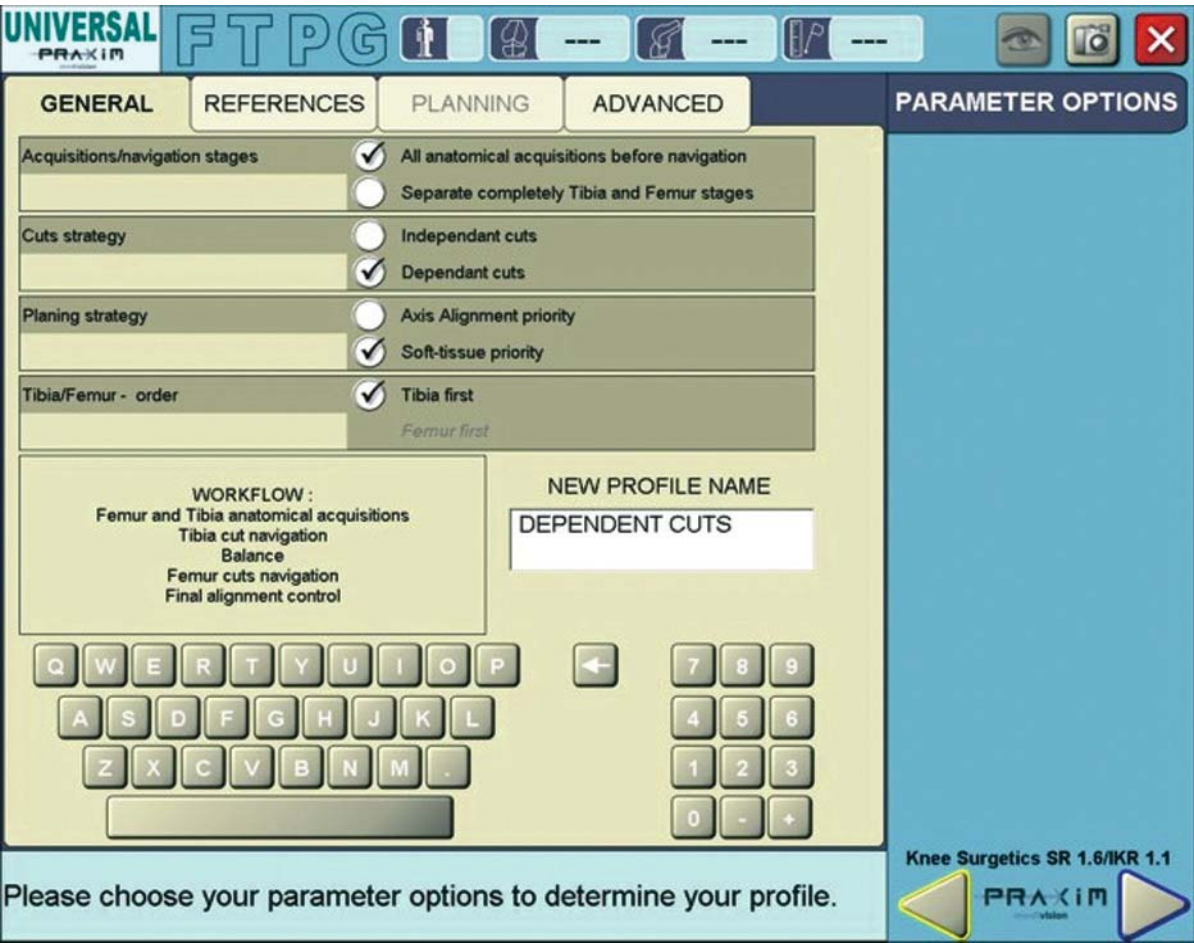 UNIVERSAL
PRAXIM
F T P G --- --- ---
GENERAL REFERENCES PLANNING ADVANCED
PARAMETER OPTIONS
Acquisitions/navigation stages
All anatomical acquisitions before navigation
Separate completely Tibia and Femur stages
Cuts strategy
Independant cuts
Dependant cuts
Planing strategy
Axis Alignment priority
Soft-tissue priority
Tibia/Femur - order
Tibia first
Femur first
WORKFLOW :
Femur and Tibia anatomical acquisitions
Tibia cut navigation
Balance
Femur cuts navigation
Final alignment control
NEW PROFILE NAME
DEPENDENT CUTS
Q W E R T Y U I O P 7 8 9
A S D F G H J K L 4 5 6
Z X C V B N M . 1 2 3
0 - +
Knee Surgetics SR 1.6/IKR 1.1
Please choose your parameter options to determine your profile.
PRAXIM